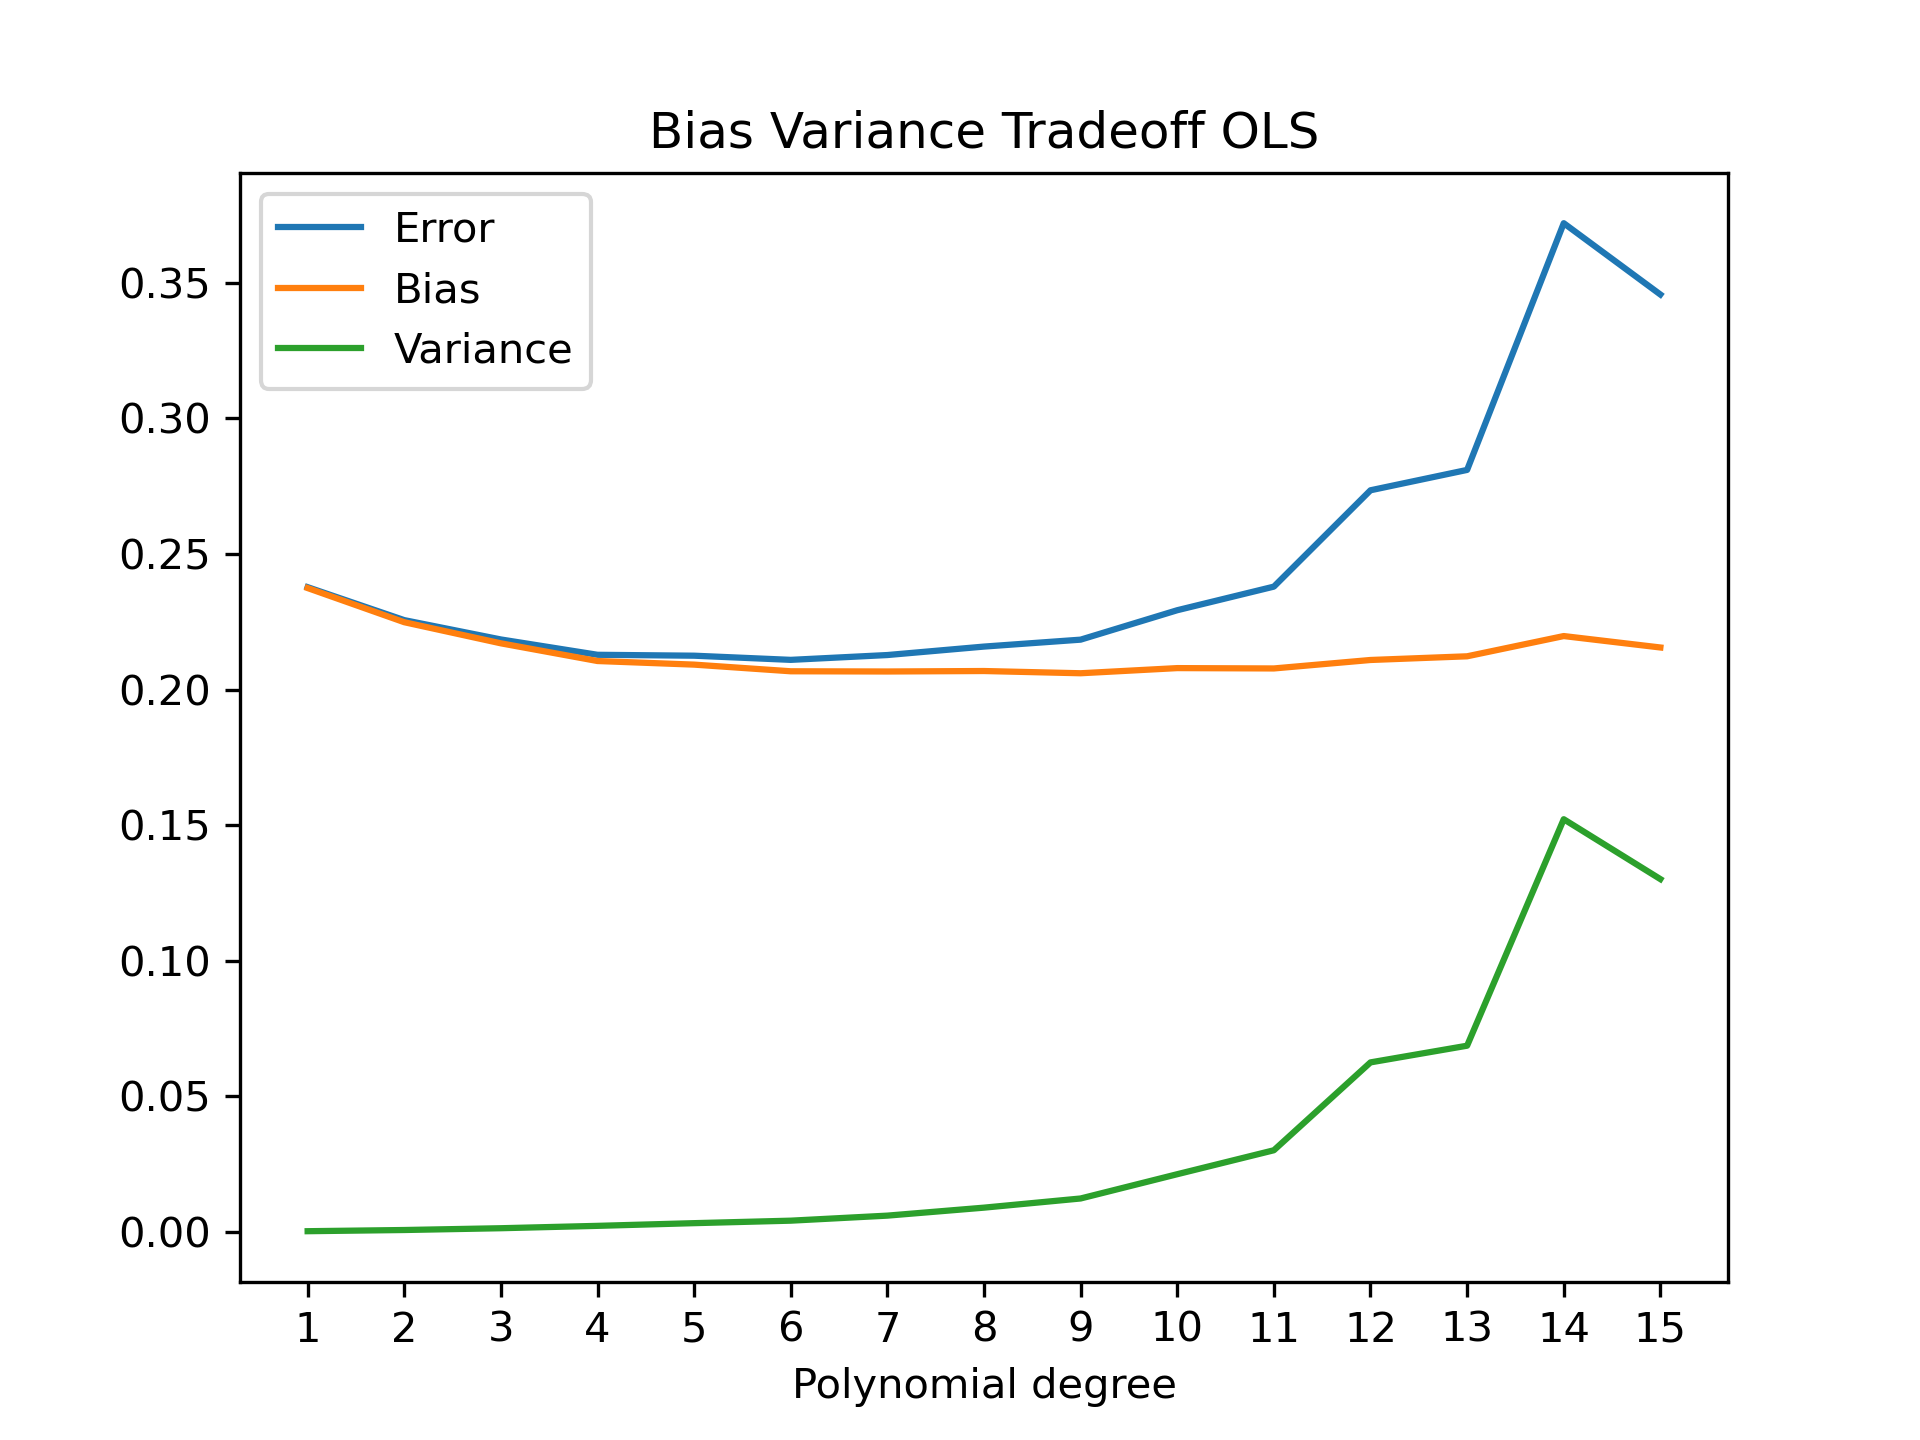 Bias Variance Tradeoff OLS
Error
Bias
Variance
0.35
0.30
0.25
0.20
0.15
0.10
0.05
0.00
1 2 3 4 5 6 7 8 9 10 11 12 13 14 15
Polynomial degree